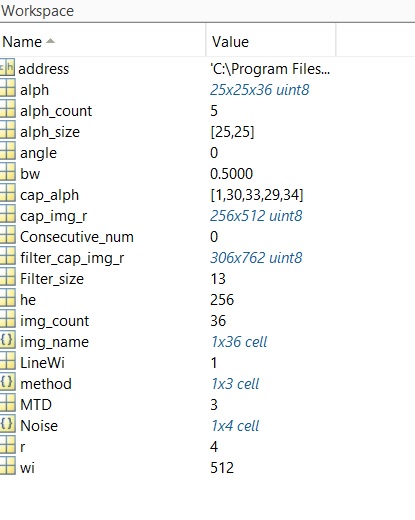 Workspace
Name Value
address 'C:\Program Files...
alph 25x25x36 uint8
alph_count 5
alph_size [25,25]
angle 0
bw 0.5000
cap_alph [1,30,33,29,34]
cap_img_r 256x512 uint8
Consecutive_num 0
filter_cap_img_r 306x762 uint8
Filter_size 13
he 256
img_count 36
img_name 1x36 cell
LineWi 1
method 1x3 cell
MTD 3
Noise 1x4 cell
r 4
wi 512